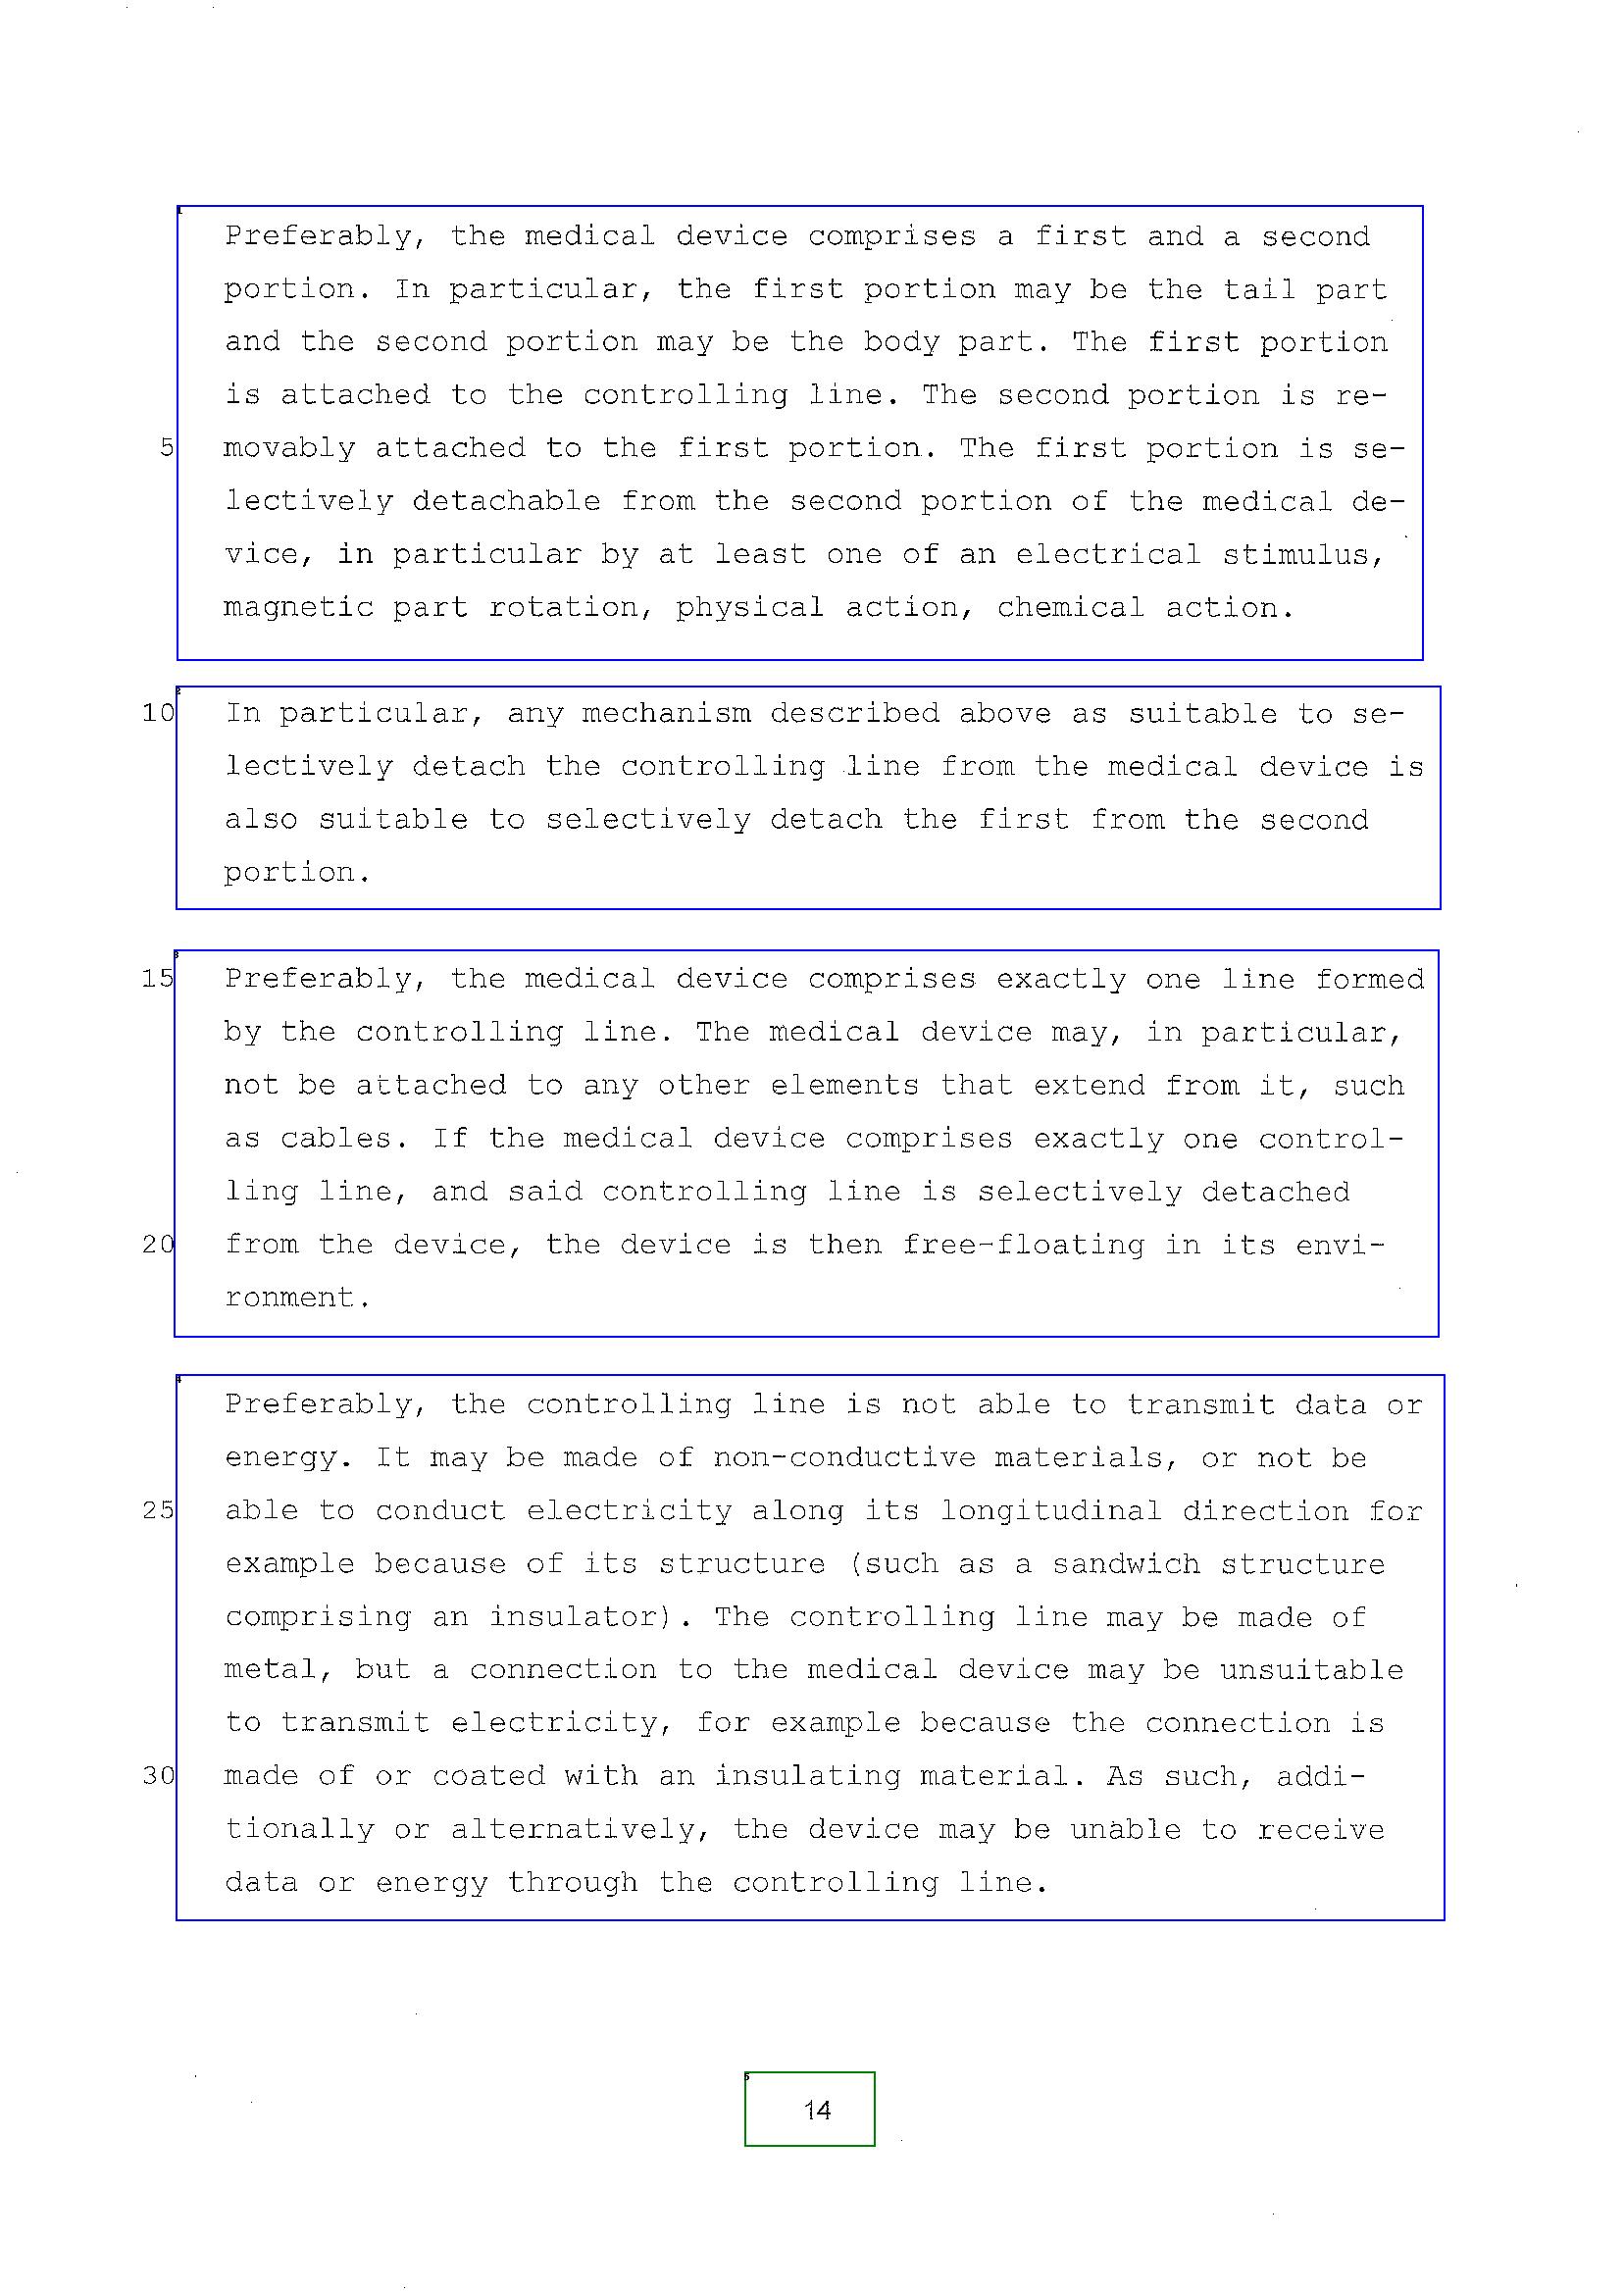 Preferably, the medical device comprises a first and a second
portion. In particular, the first portion may be the tail part
and the second portion may be the body part. The first portion
is attached to the controlling line. The second portion is re-
5 movably attached to the first portion. The first portion is se-
lectively detachable from the second portion of the medical de-
vice, in particular by at least one of an electrical stimulus,
magnetic part rotation, physical action, chemical action.
10 In particular, any mechanism described above as suitable to se-
lectively detach the controlling line from the medical device is
also suitable to selectively detach the first from the second
portion.
15 Preferably, the medical device comprises exactly one line formed
by the controlling line. The medical device may, in particular,
not be attached to any other elements that extend from it, such
as cables. If the medical device comprises exactly one control-
ling line, and said controlling line is selectively detached
20 from the device, the device is then free-floating in its envi-
ronment.
Preferably, the controlling line is not able to transmit data or
energy. It may be made of non-conductive materials, or not be
25 able to conduct electricity along its longitudinal direction for
example because of its structure (such as a sandwich structure
comprising an insulator). The controlling line may be made of
metal, but a connection to the medical device may be unsuitable
to transmit electricity, for example because the connection is
30 made of or coated with an insulating material. As such, addi-
tionally or alternatively, the device may be unable to receive
data or energy through the controlling line.
14